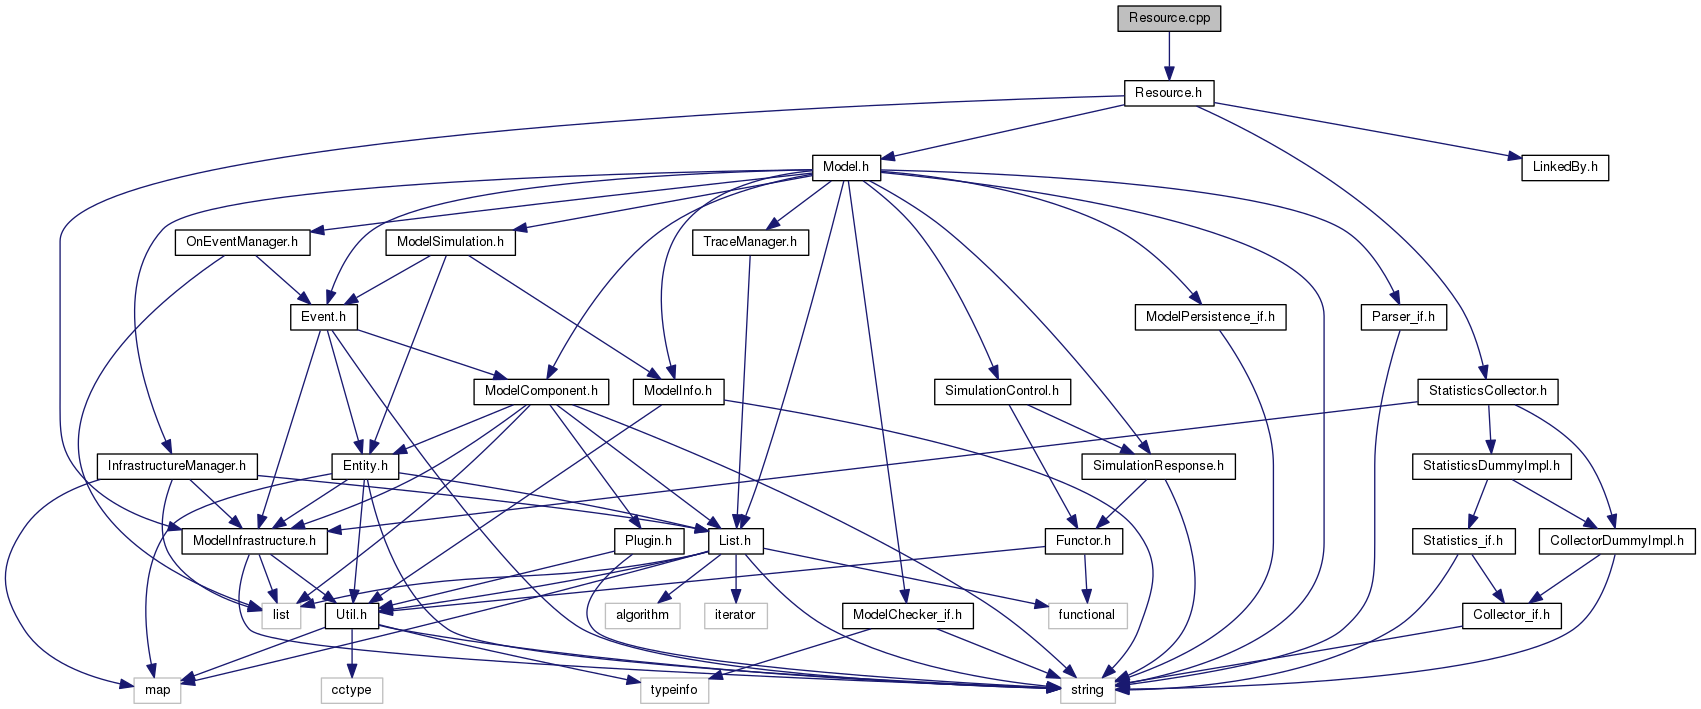 Resource.cpp
Resource.h
Model.h
LinkedBy.h
OnEventManager.h
ModelSimulation.h
TraceManager.h
Event.h
ModelPersistence_if.h
Parser_if.h
ModelComponent.h
ModelInfo.h
SimulationControl.h
StatisticsCollector.h
InfrastructureManager.h
Entity.h
SimulationResponse.h
StatisticsDummyImpl.h
ModelInfrastructure.h
Plugin.h
List.h
Functor.h
Statistics_if.h
CollectorDummyImpl.h
list
Util.h
algorithm
iterator
ModelChecker_if.h
functional
Collector_if.h
map
cctype
typeinfo
string